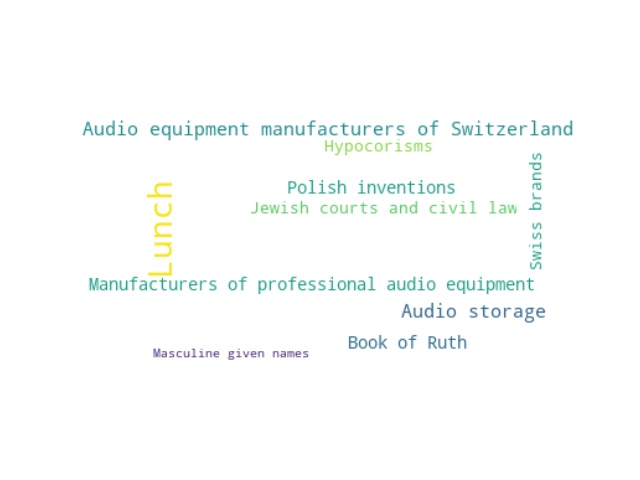 Audio equipment manufacturers of Switzerland
Hypocorisms
Lunch
Polish inventions
Swiss brands
Jewish courts and civil law
Manufacturers of professional audio equipment
Audio storage
Book of Ruth
Masculine given names